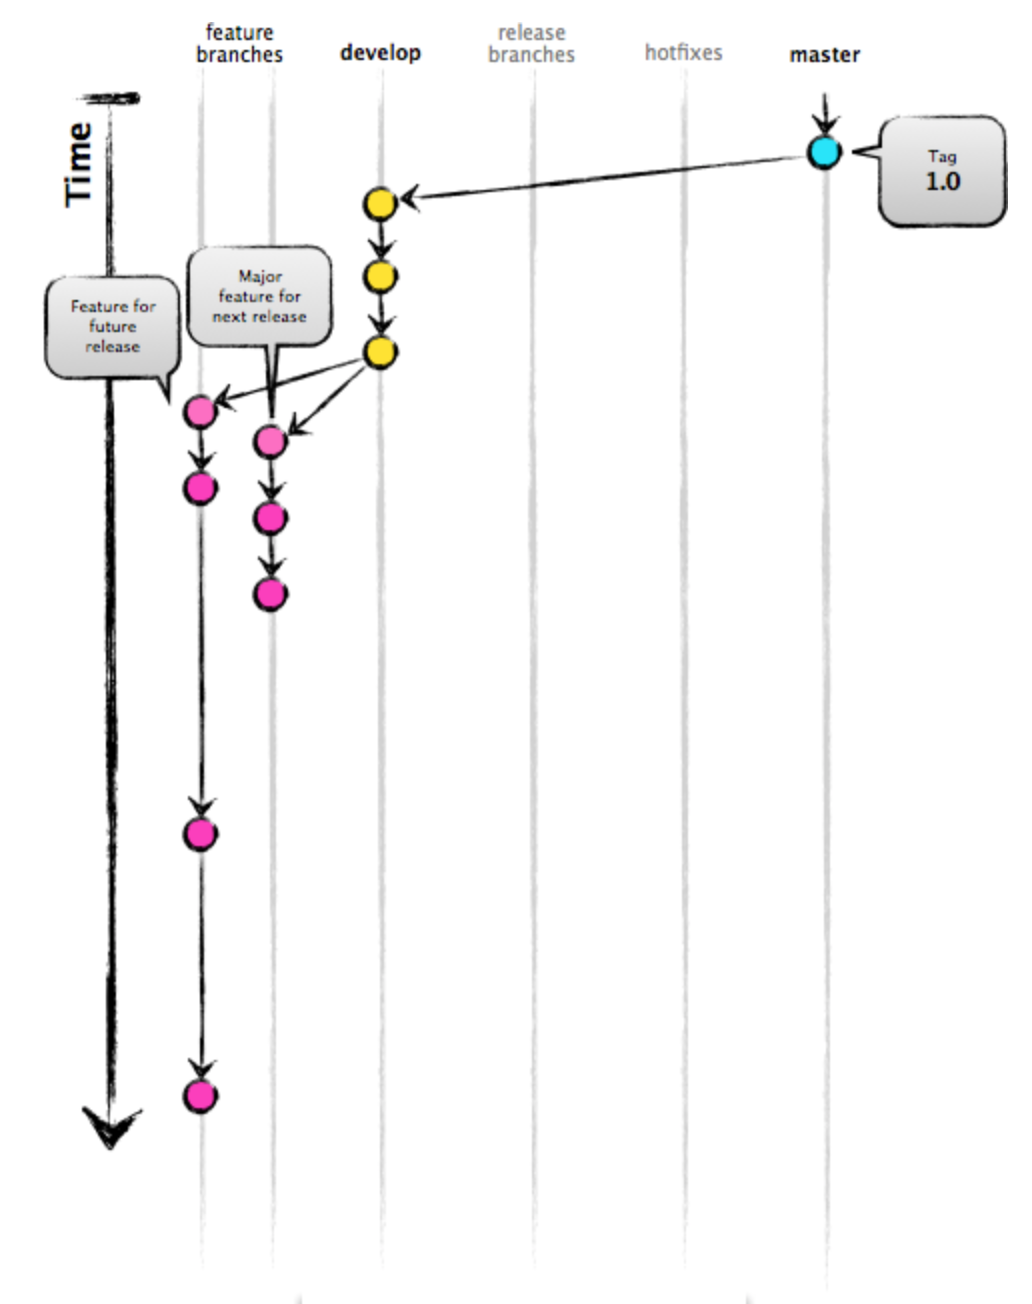 feature
branches
develop
release
branches
hotfixes
master
Time
Tag
1.0
Major
feature for
next release
Feature for
future
release